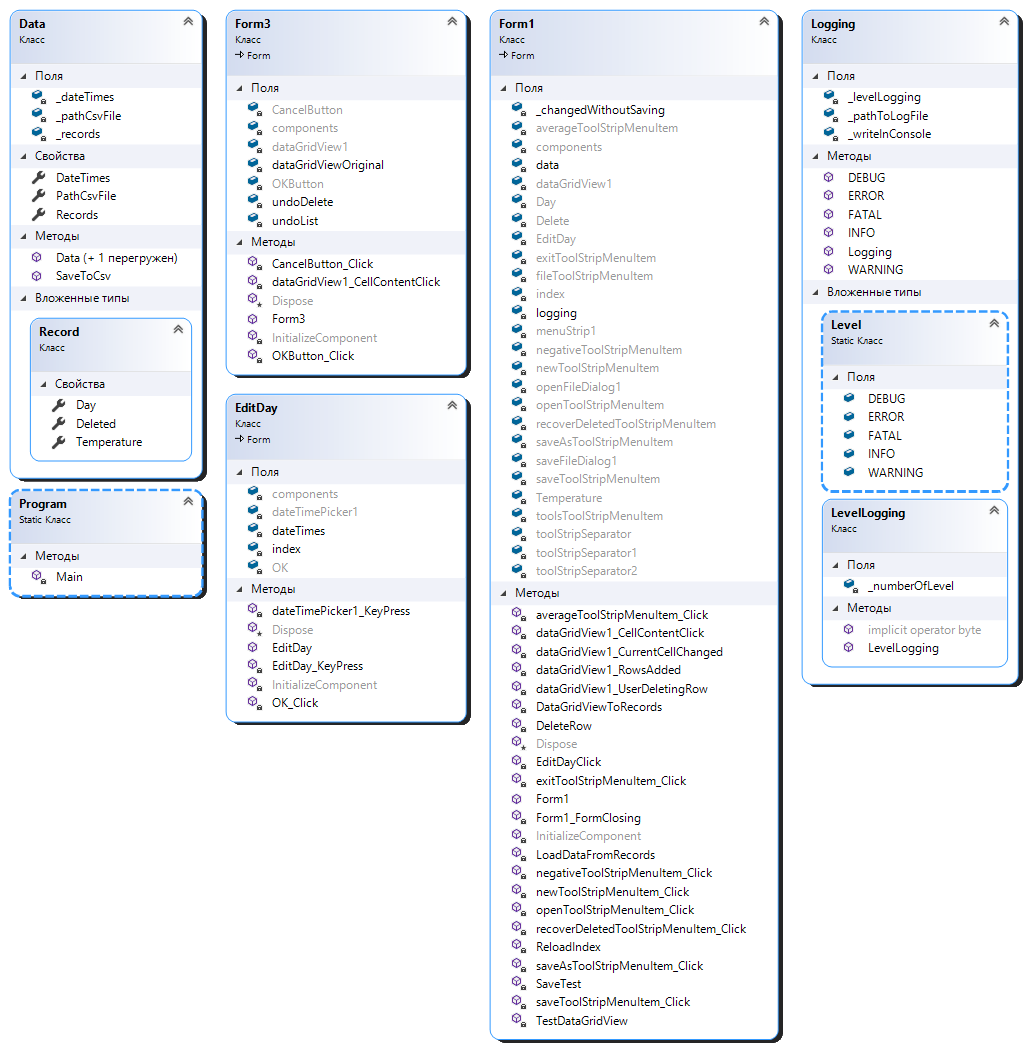 Data
Класс
Поля
_dateTimes
_pathCsvFile
_records
Свойства
DateTimes
PathCsvFile
Records
Методы
Data (+ 1 перегружен)
SaveToCsv
Вложенные типы
Record
Класс
Свойства
Day
Deleted
Temperature
Program
Static Класс
Методы
Main
Form3
Класс
Form
Поля
CancelButton
components
dataGridView1
dataGridViewOriginal
OKButton
undoDelete
undoList
Методы
CancelButton_Click
dataGridView1_CellContentClick
Dispose
Form3
InitializeComponent
OKButton_Click
EditDay
Класс
Form
Поля
components
dateTimePicker1
dateTimes
index
OK
Методы
dateTimePicker1_KeyPress
Dispose
EditDay
EditDay_KeyPress
InitializeComponent
OK_Click
Form1
Класс
Form
Поля
_changedWithoutSaving
averageToolStripMenuItem
components
data
dataGridView1
Day
Delete
EditDay
exitToolStripMenuItem
fileToolStripMenuItem
index
logging
menuStrip1
negativeToolStripMenuItem
newToolStripMenuItem
openFileDialog1
openToolStripMenuItem
recoverDeletedToolStripMenuItem
saveAsToolStripMenuItem
saveFileDialog1
saveToolStripMenuItem
Temperature
toolsToolStripMenuItem
toolStripSeparator
toolStripSeparator1
toolStripSeparator2
Методы
averageToolStripMenuItem_Click
dataGridView1_CellContentClick
dataGridView1_CurrentCellChanged
dataGridView1_RowsAdded
dataGridView1_UserDeletingRow
DataGridViewToRecords
DeleteRow
Dispose
EditDayClick
exitToolStripMenuItem_Click
Form1
Form1_FormClosing
InitializeComponent
LoadDataFromRecords
negativeToolStripMenuItem_Click
newToolStripMenuItem_Click
openToolStripMenuItem_Click
recoverDeletedToolStripMenuItem_Click
ReloadIndex
saveAsToolStripMenuItem_Click
SaveTest
saveToolStripMenuItem_Click
TestDataGridView
Logging
Класс
Поля
_levelLogging
_pathToLogFile
_writeInConsole
Методы
DEBUG
ERROR
FATAL
INFO
Logging
WARNING
Вложенные типы
Level
Static Класс
Поля
DEBUG
ERROR
FATAL
INFO
WARNING
LevelLogging
Класс
Поля
_numberOfLevel
Методы
implicit operator byte
LevelLogging